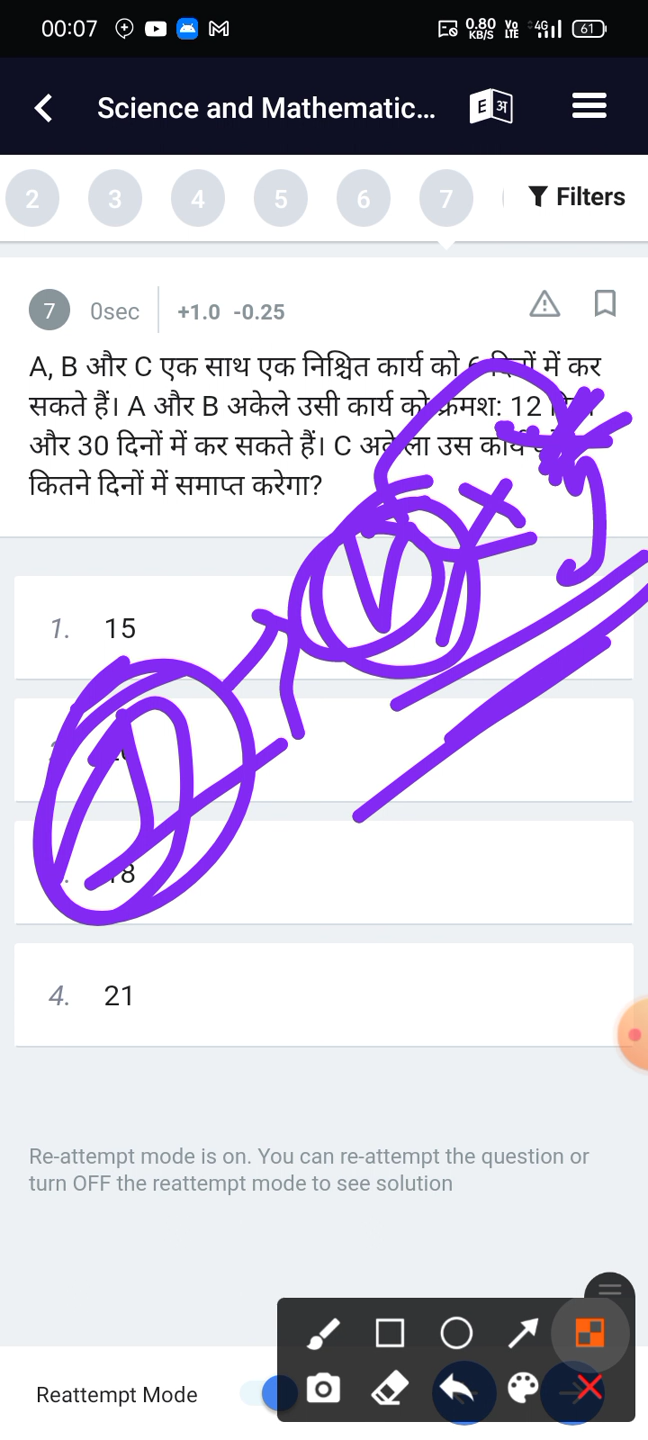 00:07
0.80 KB/S Vo LTE 4G 61
Science and Mathematic... E अ
2 3 4 5 6 7 Filters
7 0sec +1.0 -0.25
A, B और C एक साथ एक निश्चित कार्य को में कर
सकते हैं। A और B अकेले उसी कार्य को क्रमश: 12
और 30 दिनों में कर सकते हैं। C अकेला उस
कितने दिनों में समाप्त करेगा?
1. 15
18
4. 21
Re-attempt mode is on. You can re-attempt the question or
turn OFF the reattempt mode to see solution
Reattempt Mode